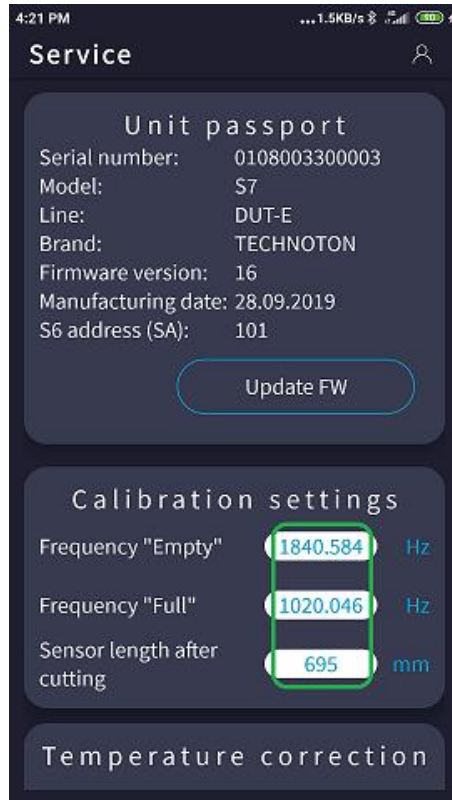 4:21 PM ...1.5KB/s 90
Service
Unit passport
Serial number: 0108003300003
Model: S7
Line: DUT-E
Brand: TECHNOTON
Firmware version: 16
Manufacturing date: 28.09.2019
S6 address (SA): 101
Update FW
Calibration settings
Frequency "Empty" 1840.584 Hz
Frequency "Full" 1020.046 Hz
Sensor length after
cutting 695 mm
Temperature correction